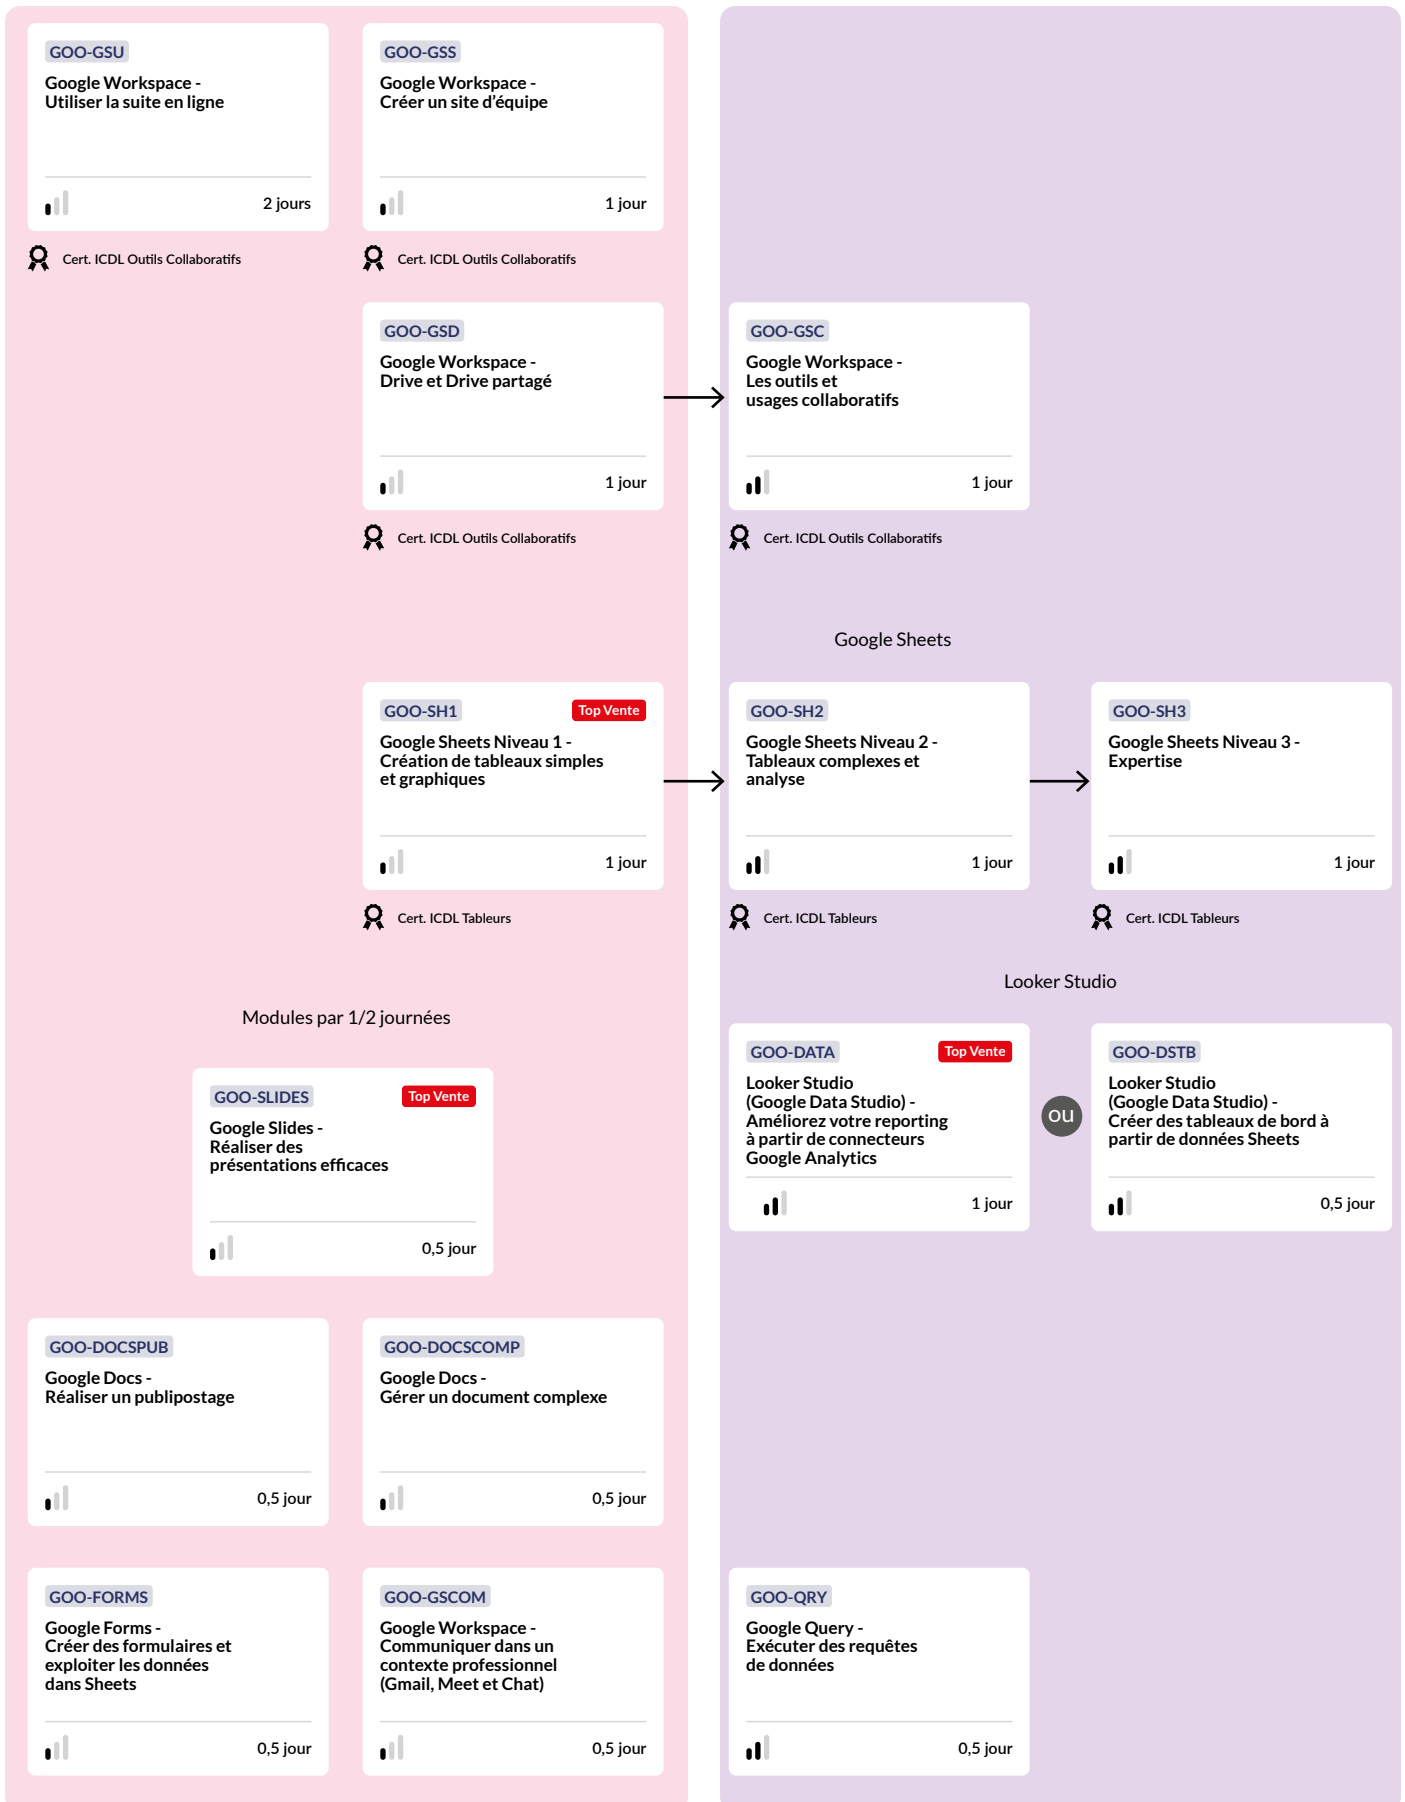 GOO-GSU
Google Workspace -
Utiliser la suite en ligne
2 jours
Cert. ICDL Outils Collaboratifs
GOO-GSS
Google Workspace -
Créer un site d’équipe
1 jour
Cert. ICDL Outils Collaboratifs
GOO-GSD
Google Workspace -
Drive et Drive partagé
1 jour
Cert. ICDL Outils Collaboratifs
GOO-GSC
Google Workspace -
Les outils et
usages collaboratifs
1 jour
Cert. ICDL Outils Collaboratifs
Google Sheets
GOO-SH1
Top Vente
Google Sheets Niveau 1 -
Création de tableaux simples
et graphiques
1 jour
Cert. ICDL Tableurs
GOO-SH2
Google Sheets Niveau 2 -
Tableaux complexes et
analyse
1 jour
Cert. ICDL Tableurs
GOO-SH3
Google Sheets Niveau 3 -
Expertise
1 jour
Cert. ICDL Tableurs
Modules par 1/2 journées
GOO-SLIDES
Top Vente
Google Slides -
Réaliser des
présentations efficaces
0,5 jour
Looker Studio
GOO-DATA
Top Vente
Looker Studio
(Google Data Studio) -
Améliorez votre reporting
à partir de connecteurs
Google Analytics
1 jour
OU
GOO-DSTB
Looker Studio
(Google Data Studio) -
Créer des tableaux de bord à
partir de données Sheets
0,5 jour
GOO-DOCSPUB
Google Docs -
Réaliser un publipostage
0,5 jour
GOO-DOCSCOMP
Google Docs -
Gérer un document complexe
0,5 jour
GOO-FORMS
Google Forms -
Créer des formulaires et
exploiter les données
dans Sheets
0,5 jour
GOO-GSCOM
Google Workspace -
Communiquer dans un
contexte professionnel
(Gmail, Meet et Chat)
0,5 jour
GOO-QRY
Google Query -
Exécuter des requêtes
de données
0,5 jour